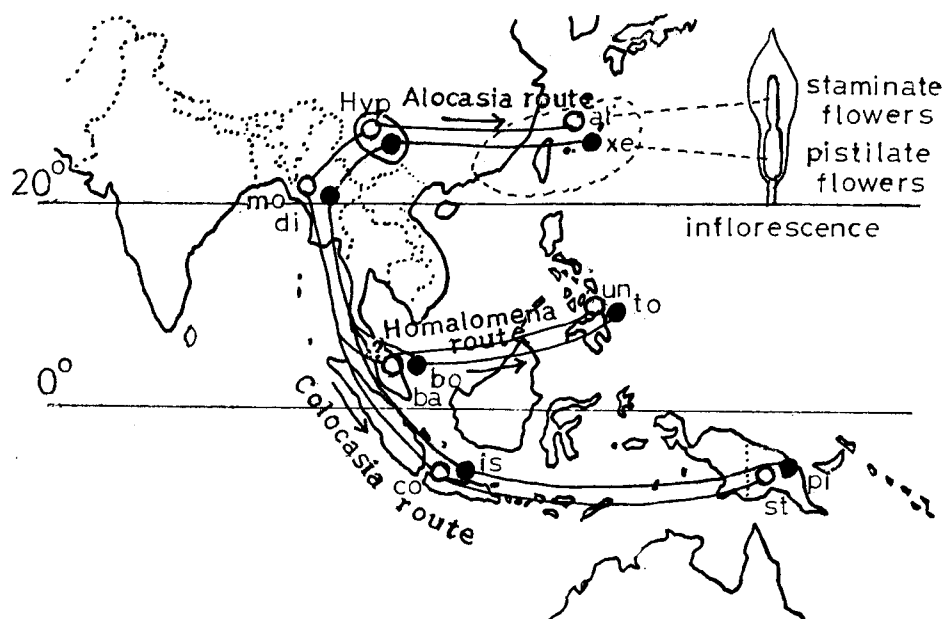 Hyp
Alocasia route
al
xe
staminate
flowers
pistilate
flowers
inflorescence
20°
mo
di
un
to
Homalomena
route
?
bo
ba
0°
Colocasia route
is
co
pi
st